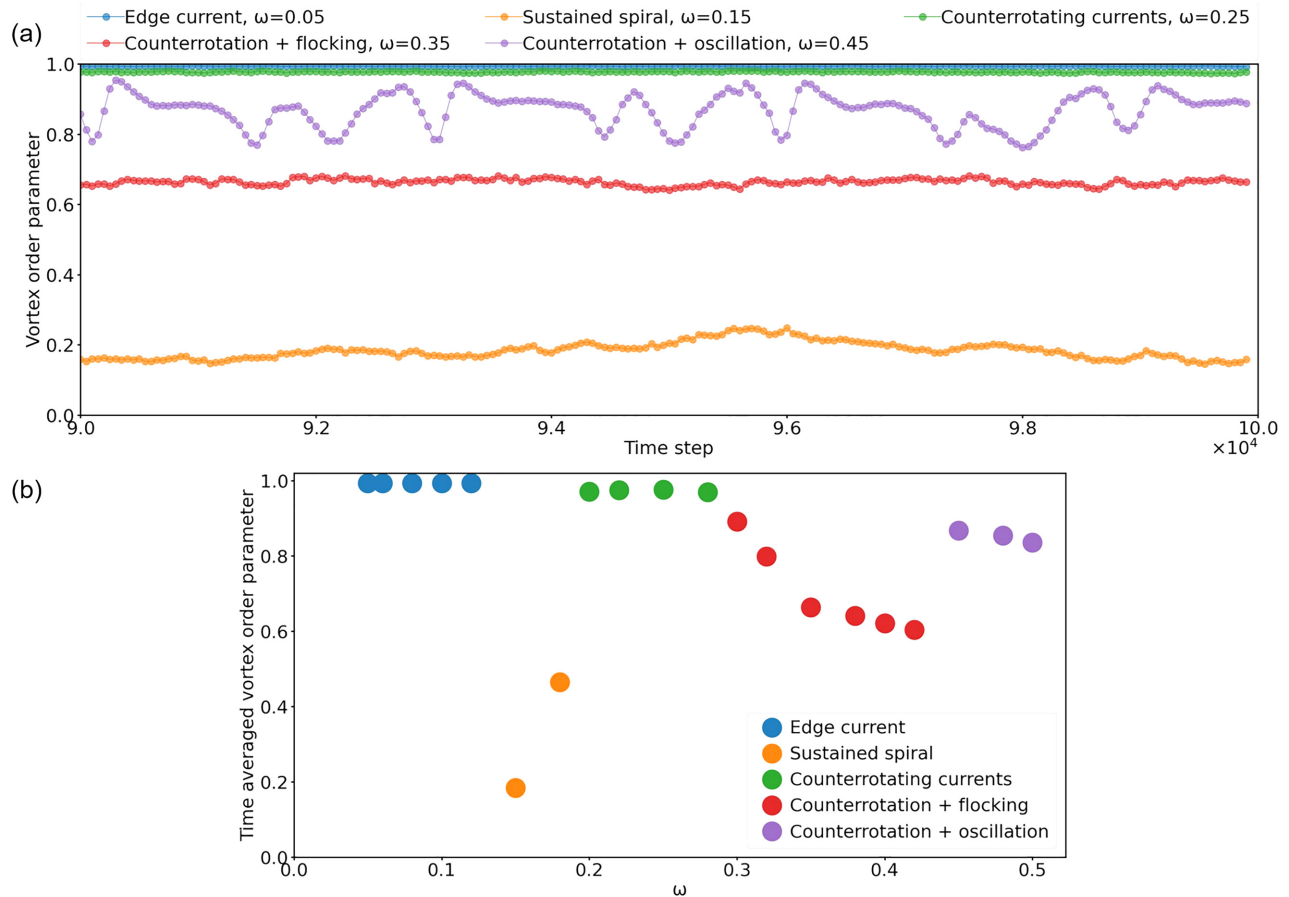 (a)
Edge current, ω=0.05
Sustained spiral, ω=0.15
Counterrotating currents, ω=0.25
Counterrotation + flocking, ω=0.35
Counterrotation + oscillation, ω=0.45
Vortex order parameter
1.0
0.8
0.6
0.4
0.2
0.0
9.0
9.2
9.4
9.6
9.8
10.0
Time step
×10⁴
(b)
Time averaged vortex order parameter
1.0
0.8
0.6
0.4
0.2
0.0
Edge current
Sustained spiral
Counterrotating currents
Counterrotation + flocking
Counterrotation + oscillation
0.0
0.1
0.2
0.3
0.4
0.5
ω